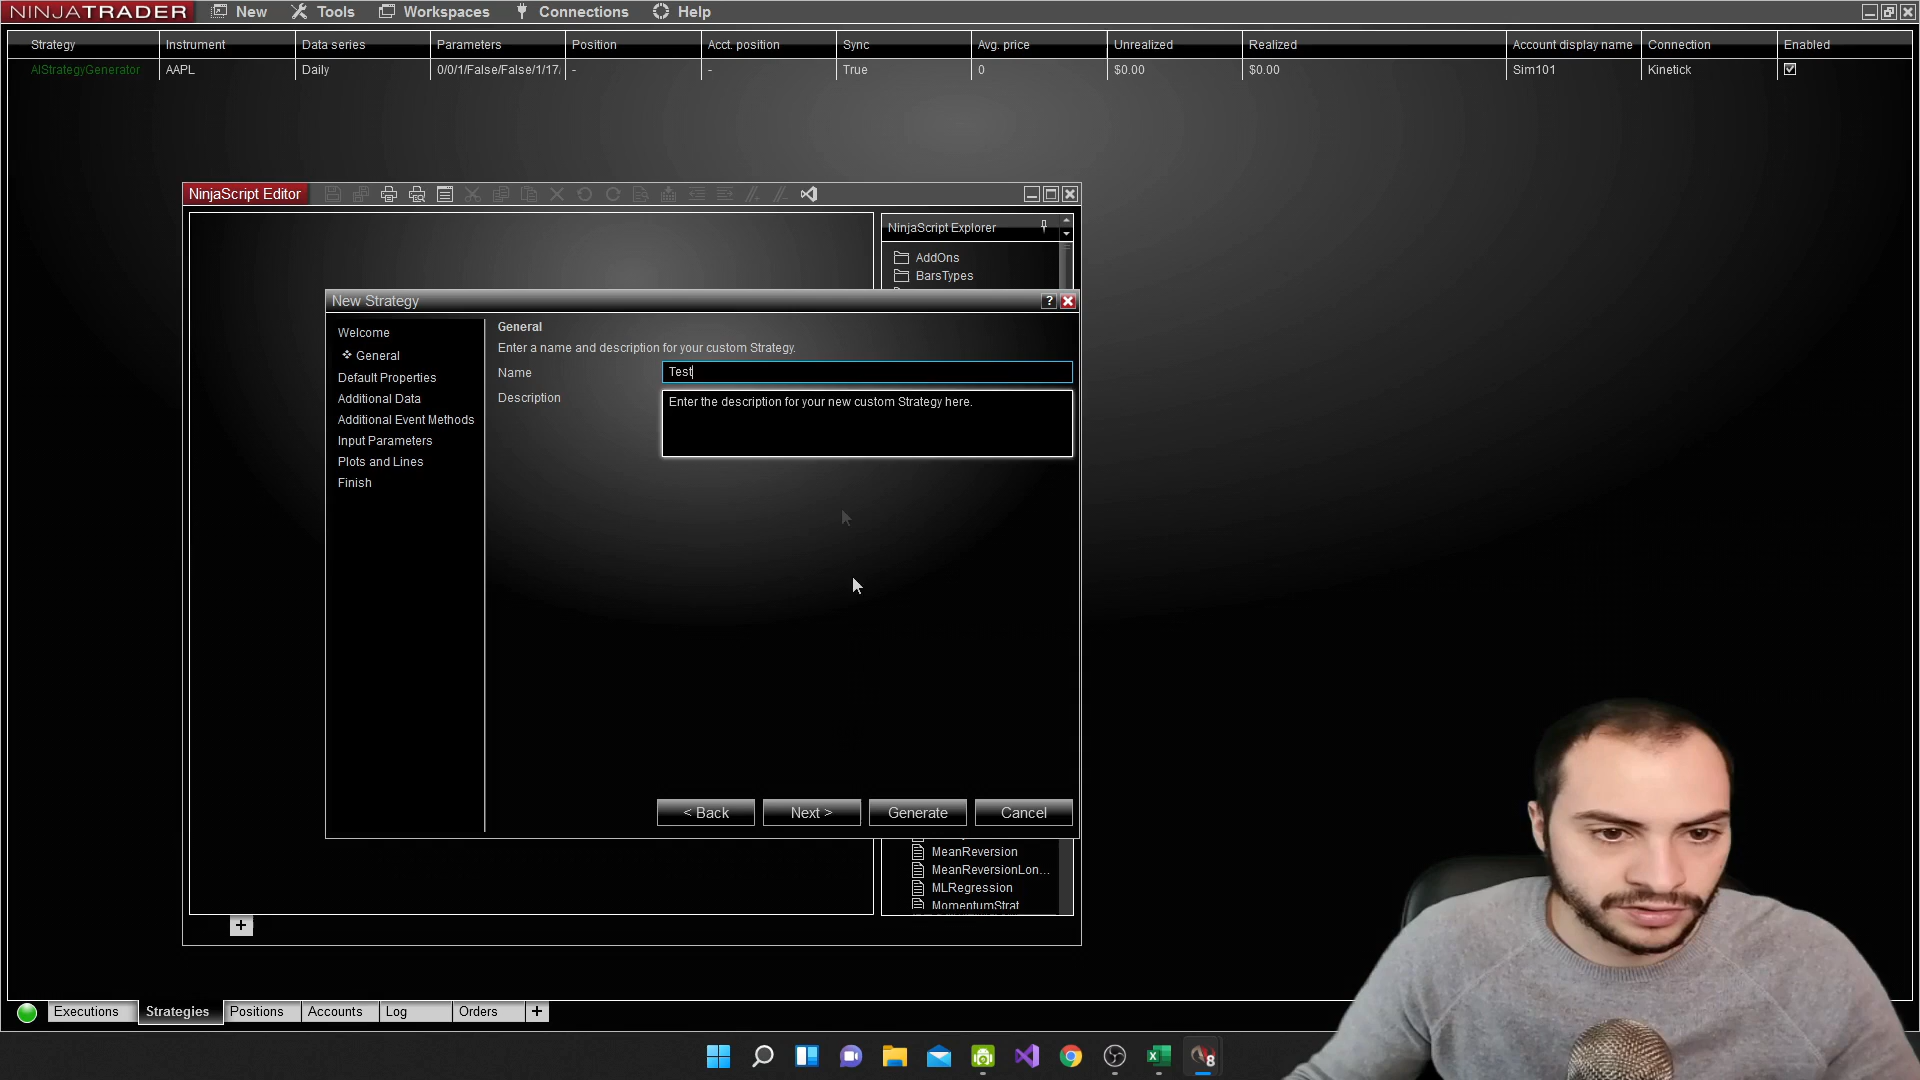 NINJATRADER New Tools Workspaces Connections Help
Strategy Instrument Data series Parameters Position Acct. position Sync Avg. price Unrealized Realized Account display name Connection Enabled
AIStrategyGenerator AAPL Daily 0/0/1/False/False/1/17/ - - True 0 $0.00 $0.00 Sim101 Kinetick
NinjaScript Editor
NinjaScript Explorer
AddOns
BarsTypes
New Strategy ?
Welcome
General
Default Properties
Additional Data
Additional Event Methods
Input Parameters
Plots and Lines
Finish
General
Enter a name and description for your custom Strategy.
Name Test
Description Enter the description for your new custom Strategy here.
< Back Next > Generate Cancel
MeanReversion
MeanReversionLon...
MLRegression
MomentumStrat
+
Executions Strategies Positions Accounts Log Orders +
8